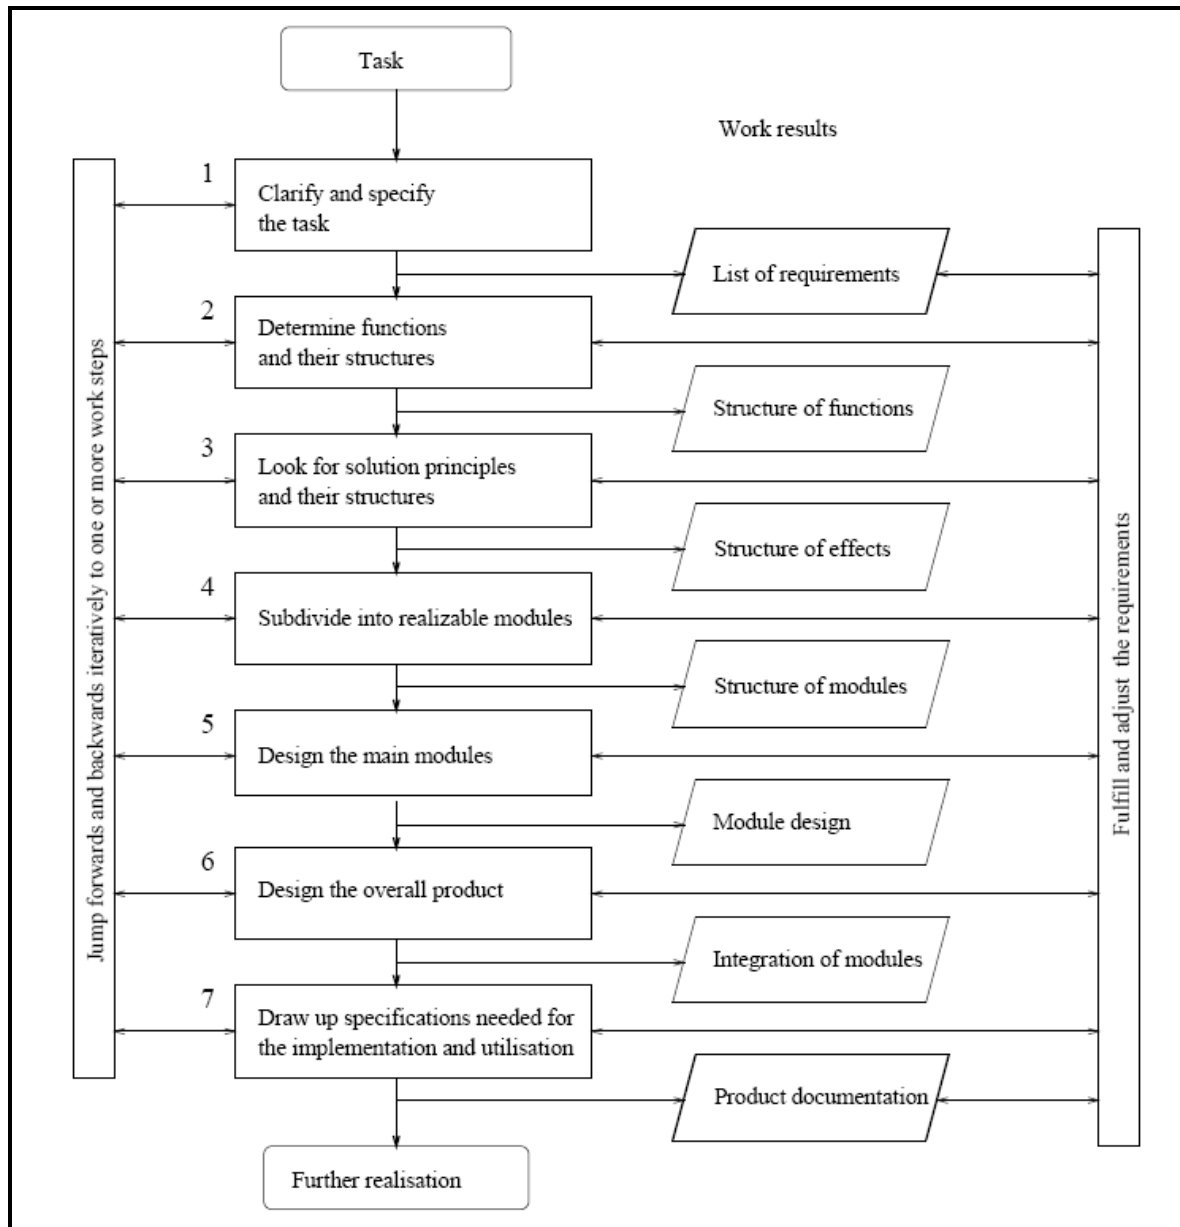 Task
Work results
1
Clarify and specify
the task
List of requirements
2
Determine functions
and their structures
Structure of functions
3
Look for solution principles
and their structures
Structure of effects
4
Subdivide into realizable modules
Structure of modules
5
Design the main modules
Module design
6
Design the overall product
Integration of modules
7
Draw up specifications needed for
the implementation and utilisation
Product documentation
Further realisation
Jump forwards and backwards iteratively to one or more work steps
Fulfill and adjust the requirements